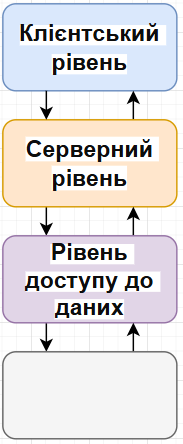 Клієнтський
рівень
Серверний
рівень
Рівень
доступу до
даних